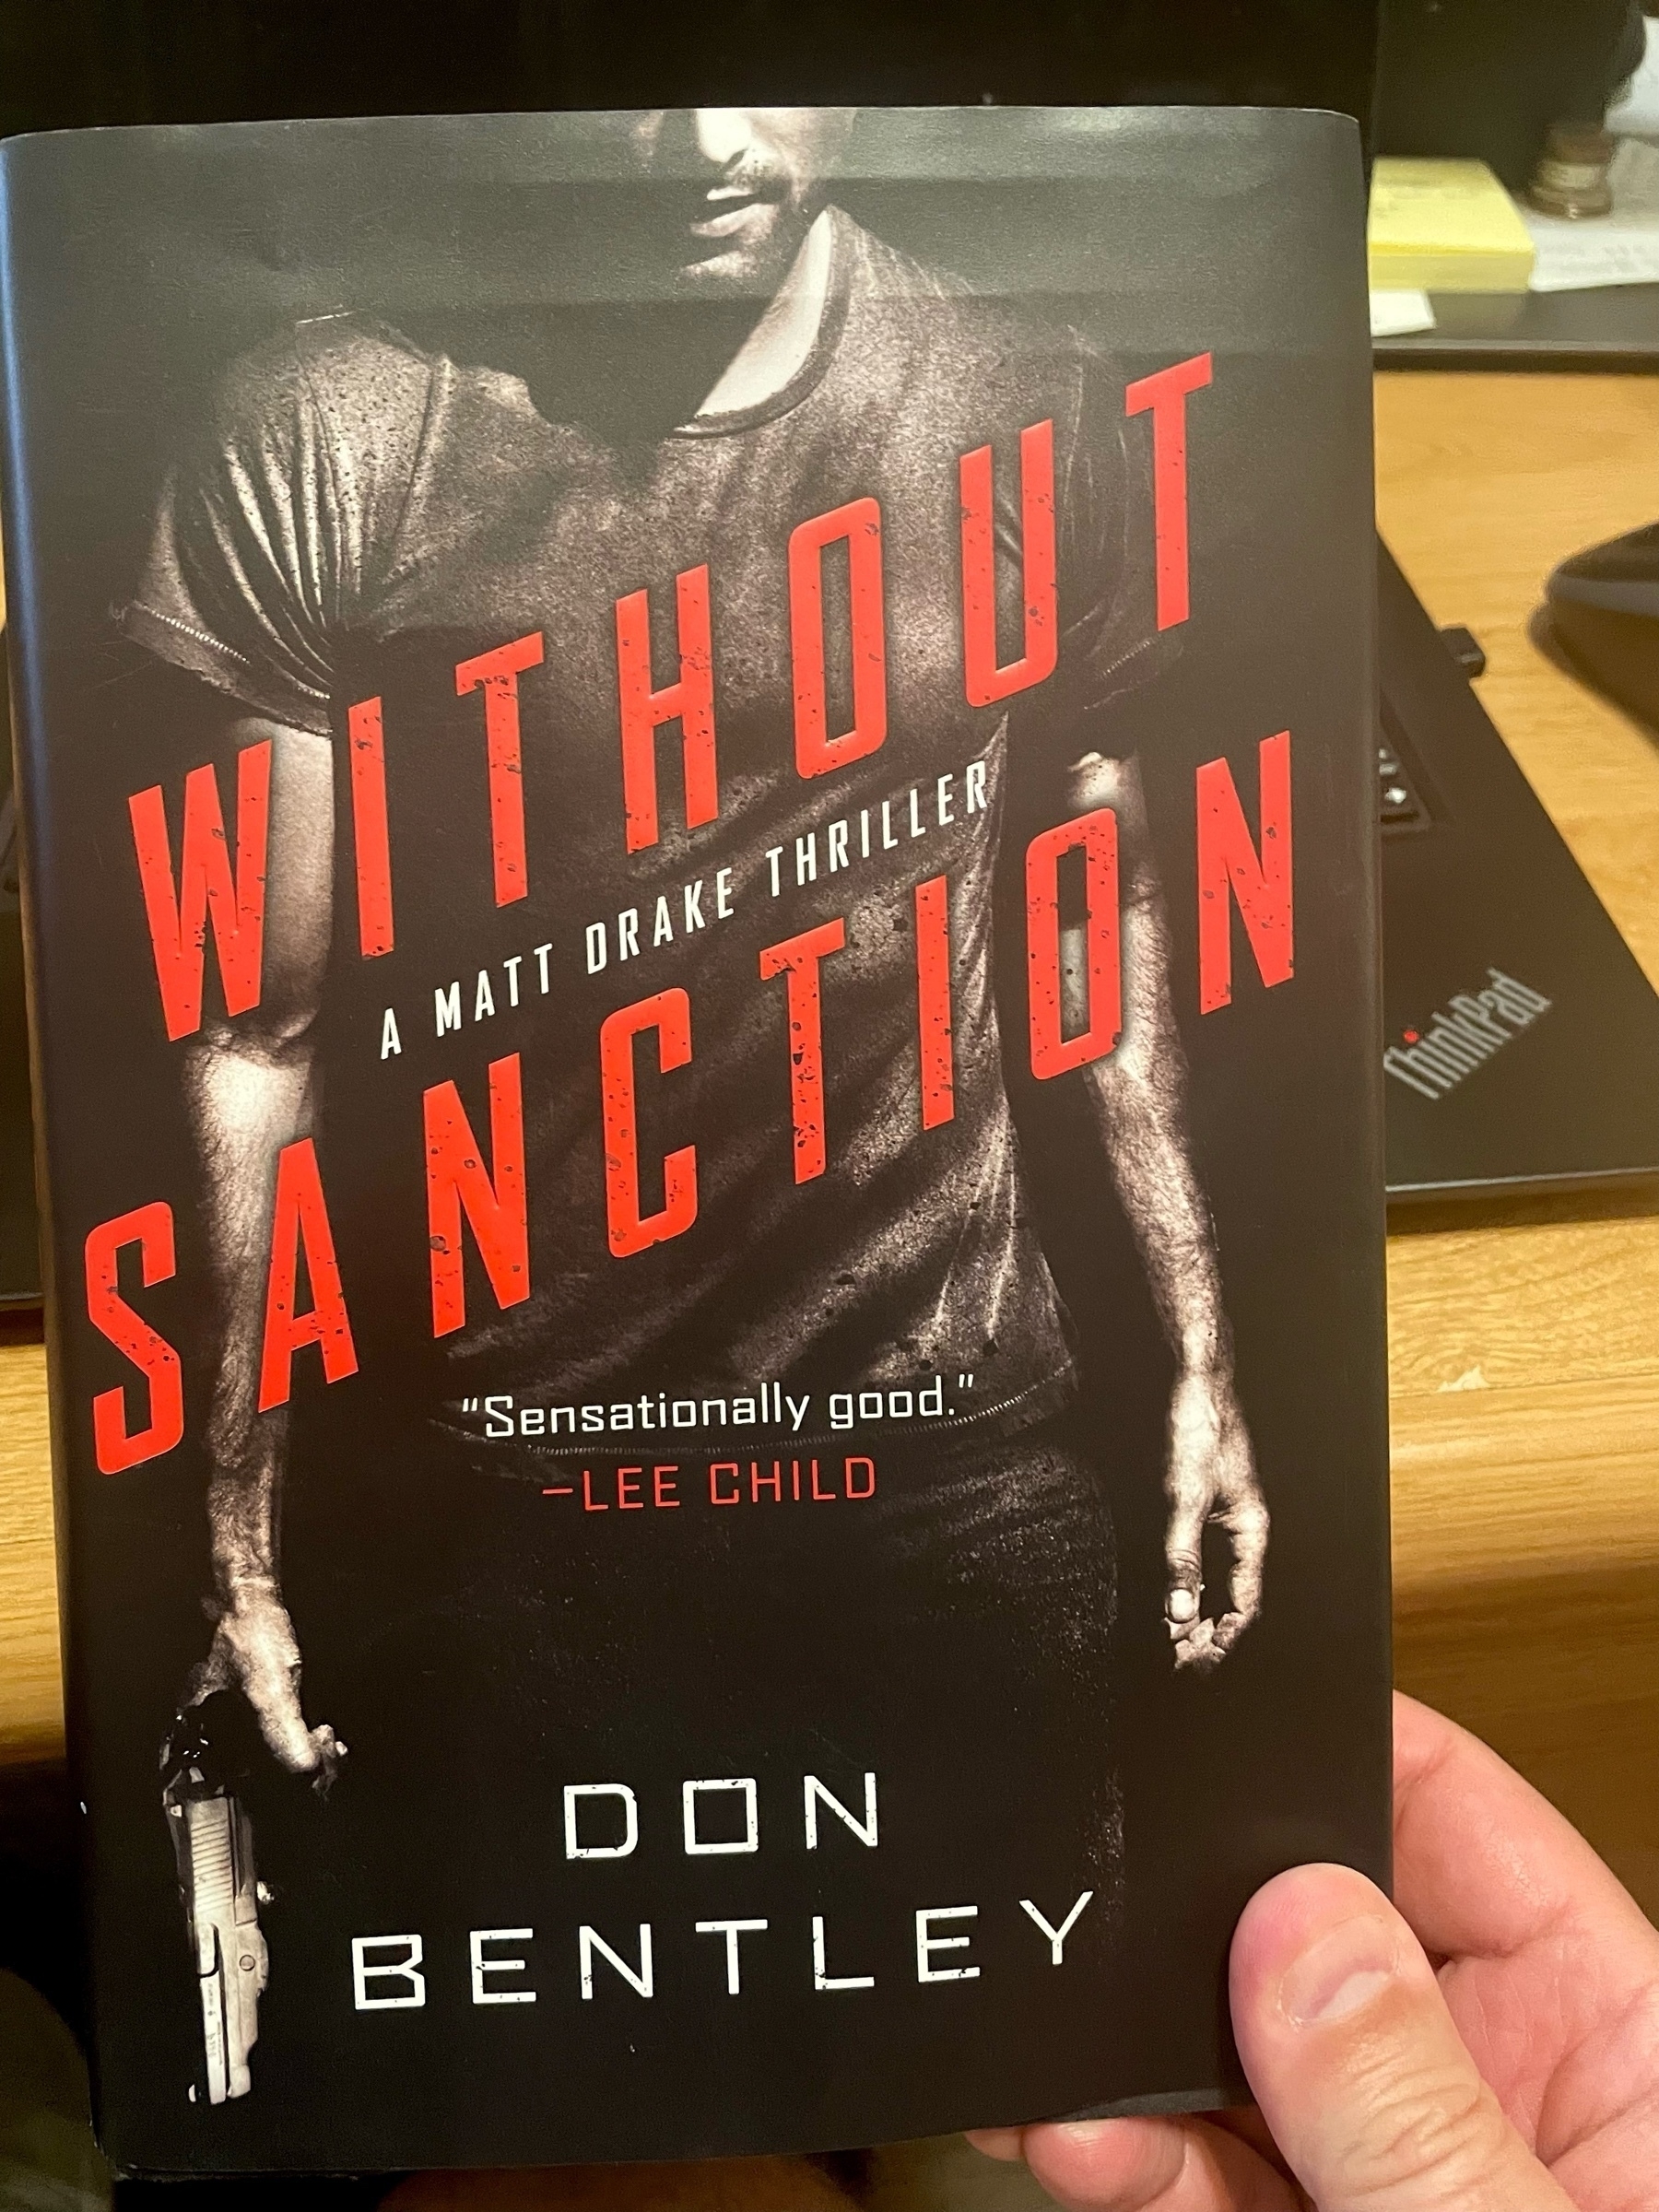 WITHOUT
A MATT DRAKE THRILLER
SANCTION
“Sensationally good.”
–LEE CHILD
DON
BENTLEY
ThinkPad